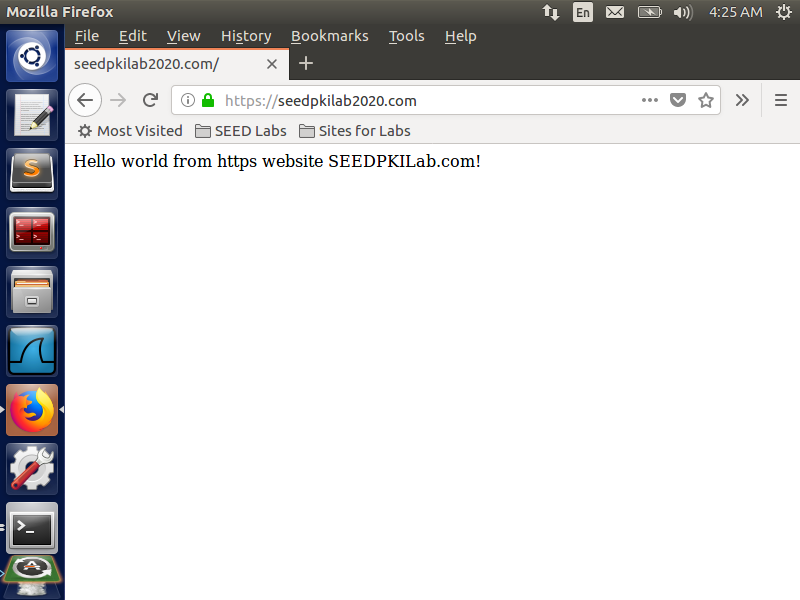 Mozilla Firefox En 4:25 AM
File Edit View History Bookmarks Tools Help
seedpkilab2020.com/
https://seedpkilab2020.com
Most Visited SEED Labs Sites for Labs
Hello world from https website SEEDPKILab.com!